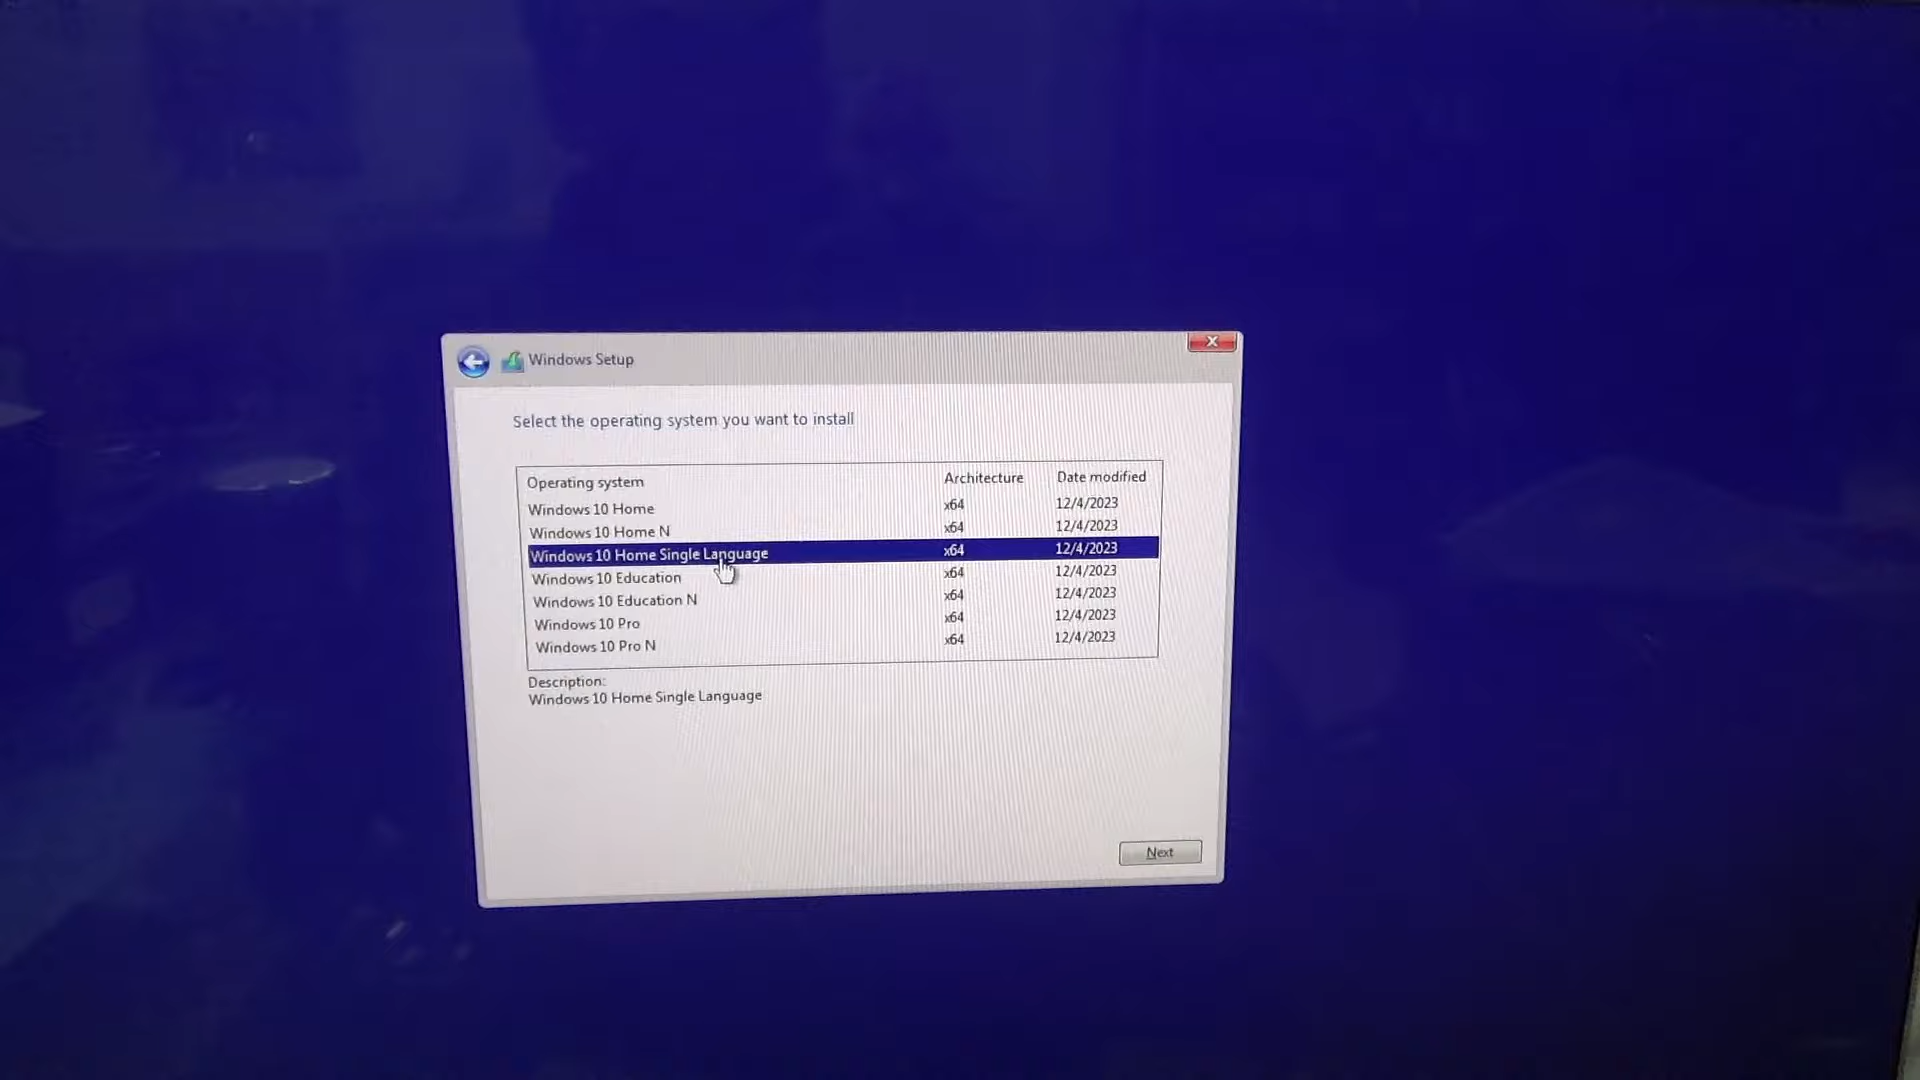 Windows Setup
Select the operating system you want to install
Operating system Architecture Date modified
Windows 10 Home x64 12/4/2023
Windows 10 Home N x64 12/4/2023
Windows 10 Home Single Language x64 12/4/2023
Windows 10 Education x64 12/4/2023
Windows 10 Education N x64 12/4/2023
Windows 10 Pro x64 12/4/2023
Windows 10 Pro N x64 12/4/2023
Description:
Windows 10 Home Single Language
Next